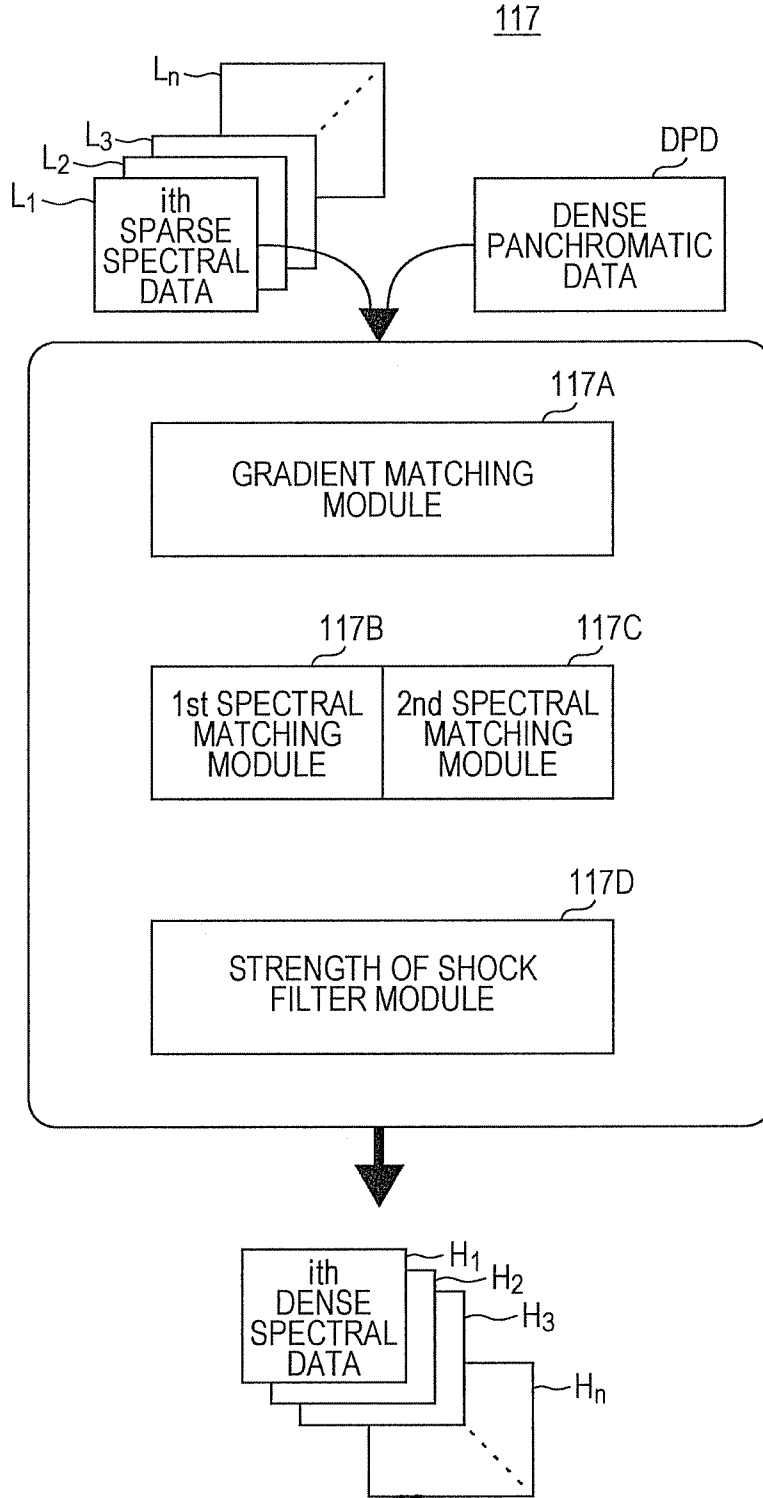 117
Ln
L3
L2
L1
ith
SPARSE
SPECTRAL
DATA
DPD
DENSE
PANCHROMATIC
DATA
117A
GRADIENT MATCHING
MODULE
117B
1st SPECTRAL
MATCHING
MODULE
117C
2nd SPECTRAL
MATCHING
MODULE
117D
STRENGTH OF SHOCK
FILTER MODULE
ith
DENSE
SPECTRAL
DATA
H1
H2
H3
Hn